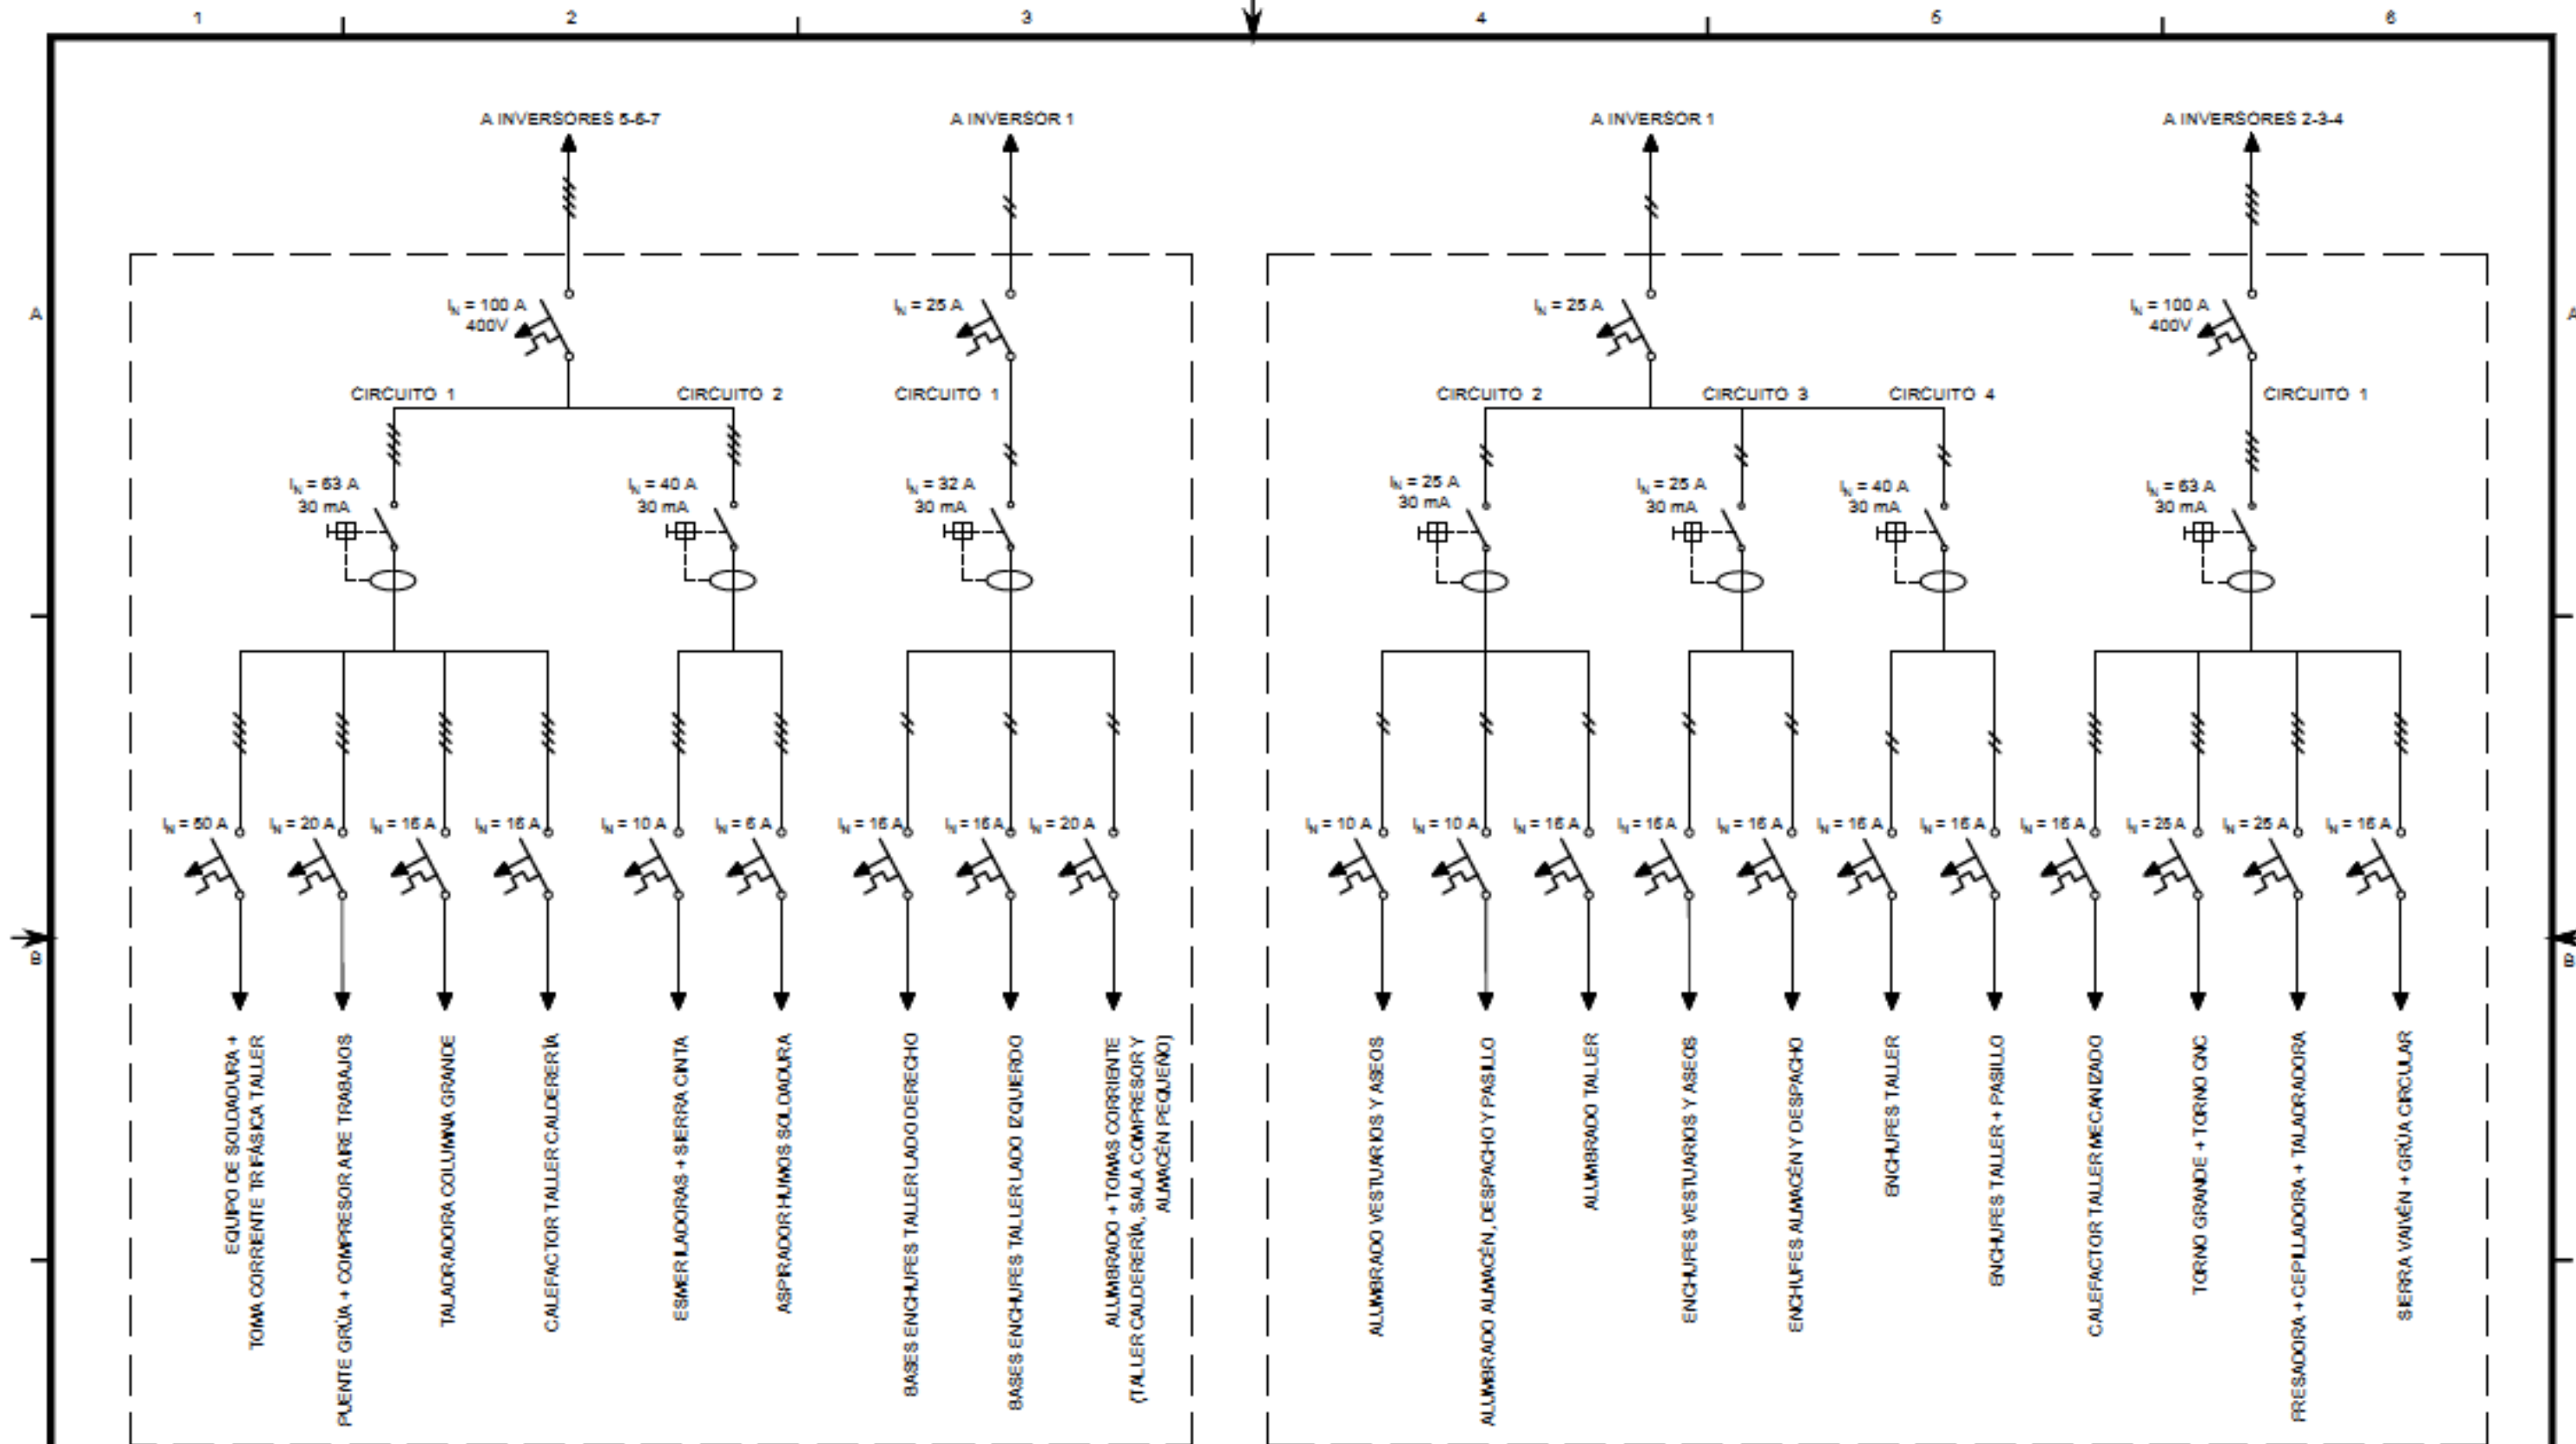 1 2 3 4 5 6
A INVERSORES 5-6-7
A INVERSOR 1
A INVERSOR 1
A INVERSORES 2-3-4
A
A
IN = 100 A
400V
IN = 25 A
IN = 25 A
IN = 100 A
400V
CIRCUITO 1
CIRCUITO 2
CIRCUITO 1
CIRCUITO 2
CIRCUITO 3
CIRCUITO 4
CIRCUITO 1
IN = 63 A
30 mA
IN = 40 A
30 mA
IN = 32 A
30 mA
IN = 25 A
30 mA
IN = 25 A
30 mA
IN = 40 A
30 mA
IN = 63 A
30 mA
IN = 50 A
IN = 20 A
IN = 16 A
IN = 16 A
IN = 10 A
IN = 6 A
IN = 16 A
IN = 16 A
IN = 20 A
IN = 10 A
IN = 10 A
IN = 16 A
IN = 16 A
IN = 16 A
IN = 16 A
IN = 16 A
IN = 16 A
IN = 25 A
IN = 25 A
IN = 16 A
B
B
EQUIPO DE SOLDADURA +
TOMA CORRIENTE TRIFÁSICA TALLER
PUENTE GRÚA + COMPRESOR AIRE TRABAJOS
TALADRADORA COLUMNA GRANDE
CALEFACTOR TALLER CALDERERÍA
ESMERILADORAS + SIERRA CINTA
ASPIRADOR HUMOS SOLDADURA
BASES ENCHUFES TALLER LADO DERECHO
BASES ENCHUFES TALLER LADO IZQUIERDO
ALUMBRADO + TOMAS CORRIENTE
(TALLER CALDERERÍA, SALA COMPRESOR Y
ALMACÉN PEQUEÑO)
ALUMBRADO VESTUARIOS Y ASEOS
ALUMBRADO ALMACÉN, DESPACHO Y PASILLO
ALUMBRADO TALLER
ENCHUFES VESTUARIOS Y ASEOS
ENCHUFES ALMACÉN Y DESPACHO
ENCHUFES TALLER
ENCHUFES TALLER + PASILLO
CALEFACTOR TALLER MECANIZADO
TORNO GRANDE + TORNO CNC
FRESADORA + CEPILLADORA + TALADRADORA
SIERRA VAIVÉN + GRÚA CIRCULAR